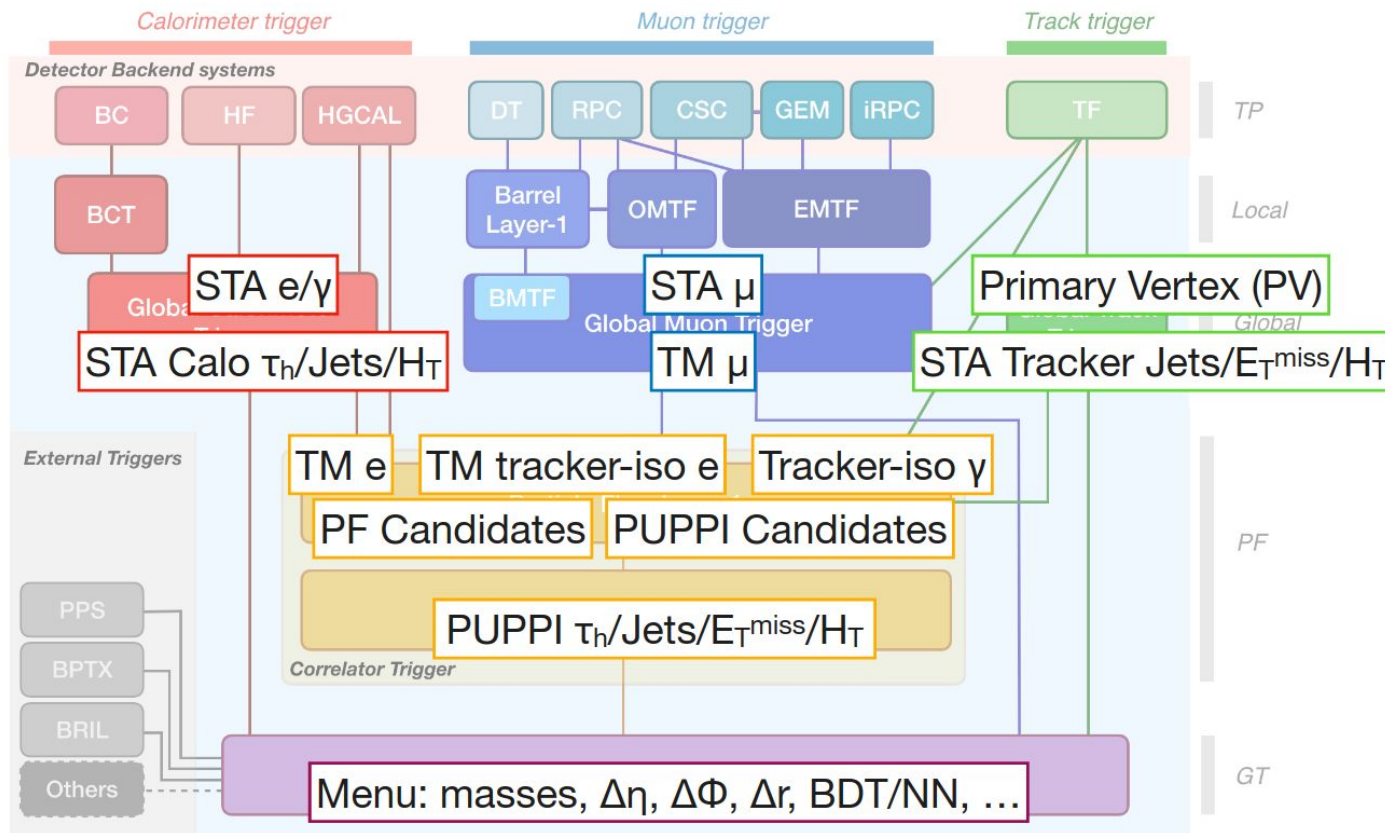 Calorimeter trigger
Muon trigger
Track trigger
Detector Backend systems
BC
HF
HGCAL
DT
RPC
CSC
GEM
iRPC
TF
TP
BCT
Barrel
Layer-1
OMTF
EMTF
Local
STA e/γ
STA μ
Primary Vertex (PV)
BMTF
Global Muon Trigger
Global
STA Calo τh/Jets/HT
TM μ
STA Tracker Jets/ETmiss/HT
External Triggers
TM e
TM tracker-iso e
Tracker-iso γ
PF Candidates
PUPPI Candidates
PF
PPS
BPTX
BRIL
Others
PUPPI τh/Jets/ETmiss/HT
Correlator Trigger
Menu: masses, Δη, ΔΦ, Δr, BDT/NN, …
GT